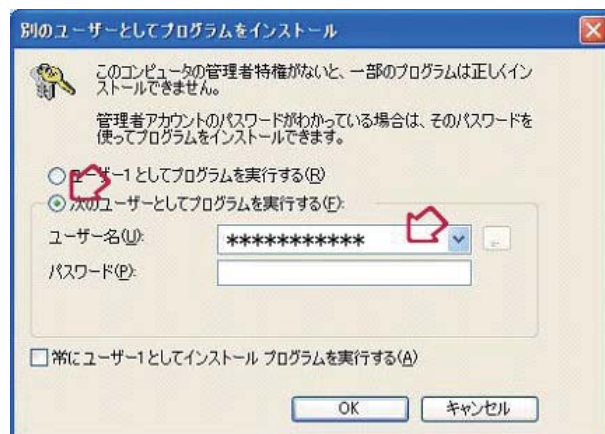 別のユーザーとしてプログラムをインストール
このコンピュータの管理者特権がないと、一部のプログラムは正しくイン
ストールできません。
管理者アカウントのパスワードがわかっている場合は、そのパスワードを
使ってプログラムをインストールできます。
ユーザー1としてプログラムを実行する(R)
次のユーザーとしてプログラムを実行する(F):
ユーザー名(U):
***********
パスワード(P):
常にユーザー1としてインストール プログラムを実行する(A)
OK
キャンセル